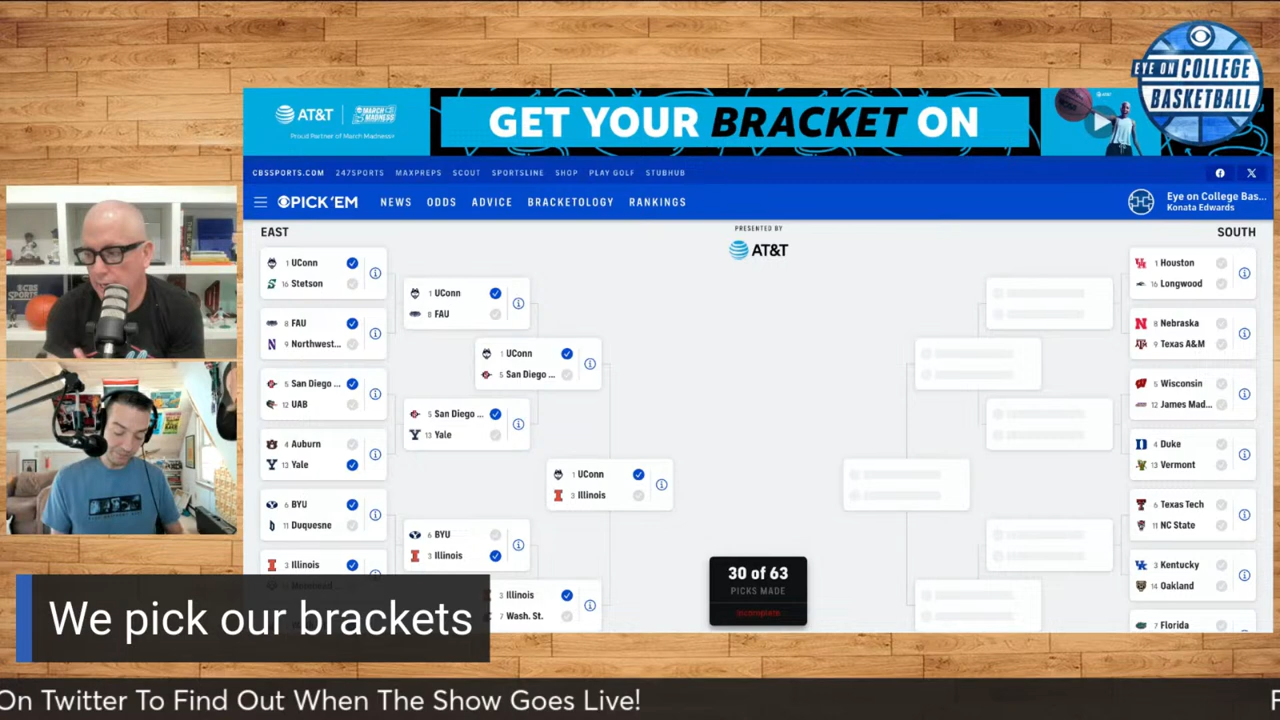 EYE ON COLLEGE
BASKETBALL
AT&T
MARCH MADNESS
Proud Partner of March Madness
GET YOUR BRACKET ON
CBSSPORTS.COM 247SPORTS MAXPREPS SCOUT SPORTSLINE SHOP PLAY GOLF STUBHUB
PICK'EM NEWS ODDS ADVICE BRACKETOLOGY RANKINGS
Eye on College Bas...
Konata Edwards
CBS
SPORTS
EAST
PRESENTED BY
AT&T
SOUTH
1 UConn
16 Stetson
8 FAU
9 Northwest...
5 San Diego ...
12 UAB
4 Auburn
13 Yale
6 BYU
11 Duquesne
3 Illinois
1 UConn
8 FAU
5 San Diego ...
13 Yale
6 BYU
3 Illinois
1 UConn
5 San Diego ...
3 Illinois
7 Wash. St.
1 UConn
3 Illinois
30 of 63
PICKS MADE
Incomplete
1 Houston
16 Longwood
8 Nebraska
9 Texas A&M
5 Wisconsin
12 James Mad...
4 Duke
13 Vermont
6 Texas Tech
11 NC State
3 Kentucky
14 Oakland
7 Florida
We pick our brackets
On Twitter To Find Out When The Show Goes Live!